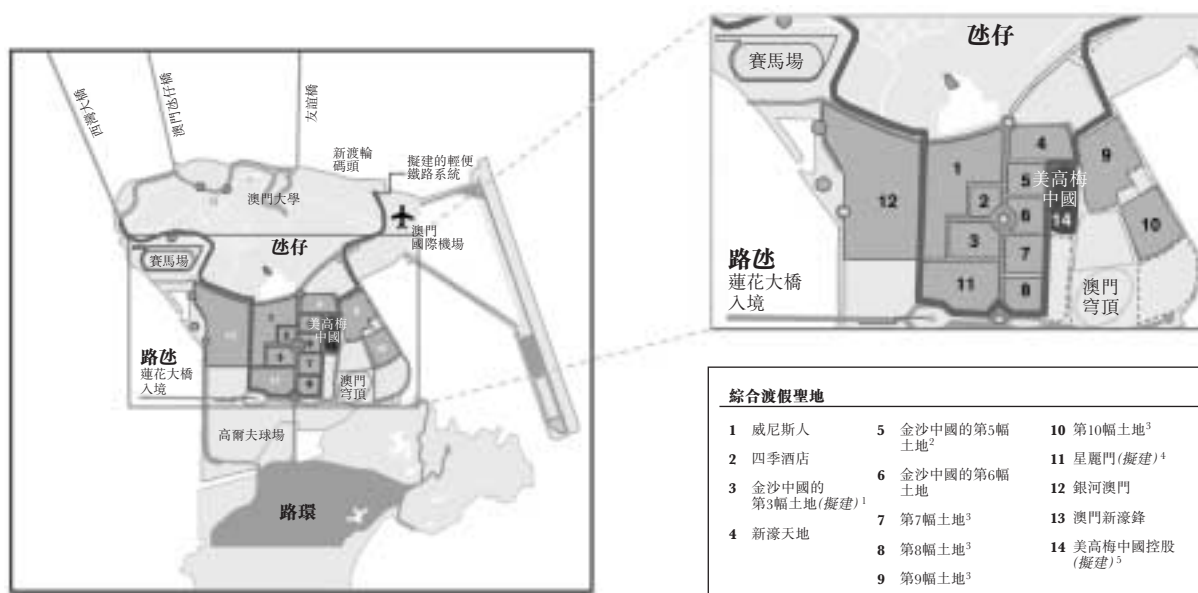 西灣大橋
澳門氹仔橋
友誼橋
新渡輪
碼頭
擬建的輕便
鐵路系統
澳門大學
澳門
國際機場
氹仔
賽馬場
美高梅
中國
路氹
蓮花大橋
入境
澳門
穹頂
高爾夫球場
路環
氹仔
賽馬場
4
9
1
5
美高梅
中國
2
12
6
14
10
3
7
路氹
蓮花大橋
入境
11
8
澳門
穹頂
綜合渡假聖地
1 威尼斯人
2 四季酒店
3 金沙中國的
第3幅土地(擬建)1
4 新濠天地
5 金沙中國的第5幅
土地2
6 金沙中國的第6幅
土地
7 第7幅土地3
8 第8幅土地3
9 第9幅土地3
10 第10幅土地3
11 星麗門(擬建)4
12 銀河澳門
13 澳門新濠鋒
14 美高梅中國控股
(擬建)5